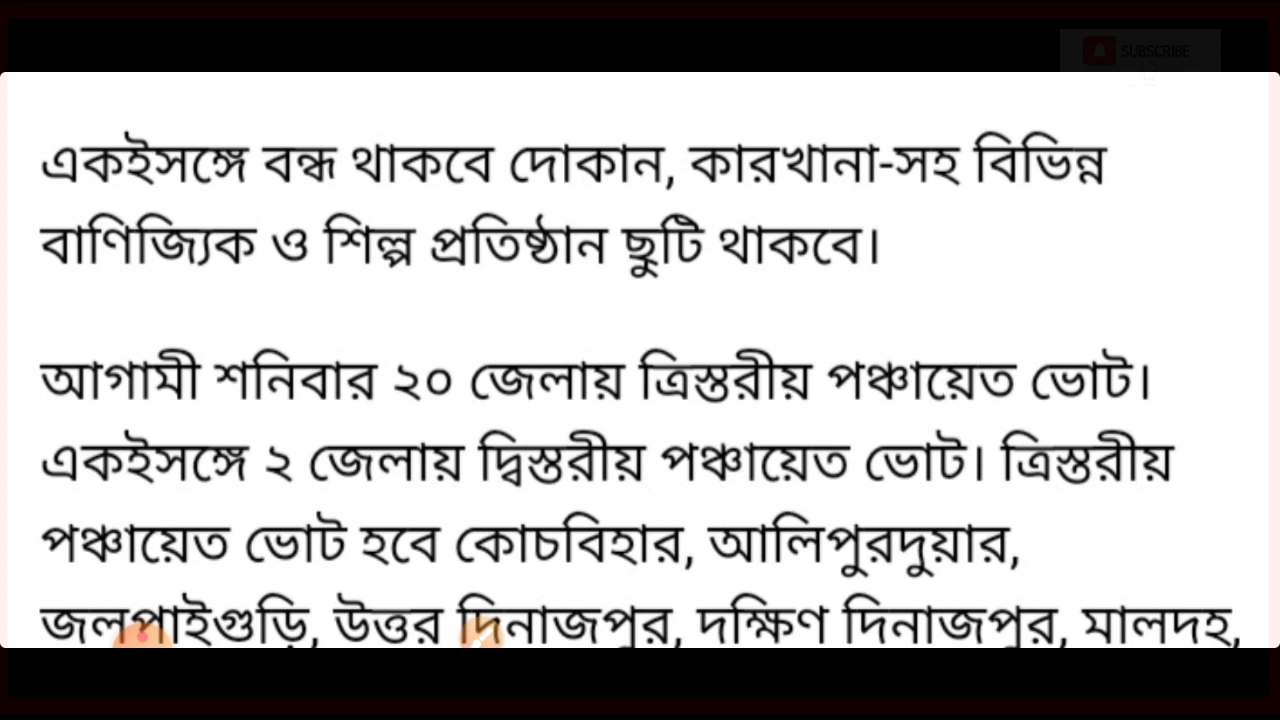 SUBSCRIBE
একইসঙ্গে বন্ধ থাকবে দোকান, কারখানা-সহ বিভিন্ন
বাণিজ্যিক ও শিল্প প্রতিষ্ঠান ছুটি থাকবে।
আগামী শনিবার ২০ জেলায় ত্রিস্তরীয় পঞ্চায়েত ভোট।
একইসঙ্গে ২ জেলায় দ্বিস্তরীয় পঞ্চায়েত ভোট। ত্রিস্তরীয়
পঞ্চায়েত ভোট হবে কোচবিহার, আলিপুরদুয়ার,
জলপাইগুড়ি, উত্তর দিনাজপুর, দক্ষিণ দিনাজপুর, মালদহ,